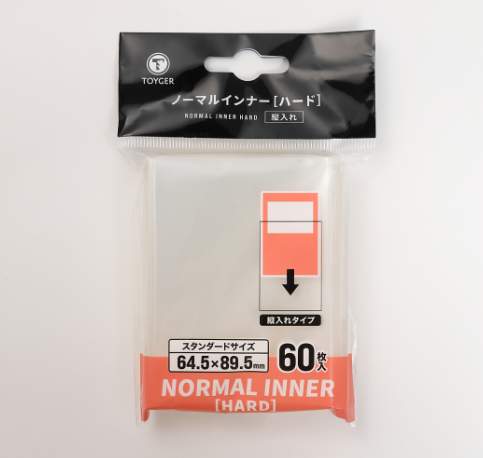 TOYGER
ノーマルインナー[ハード]
NORMAL INNER HARD 縦入れ
縦入れタイプ
スタンダードサイズ
64.5×89.5mm
60枚入
NORMAL INNER
[HARD]